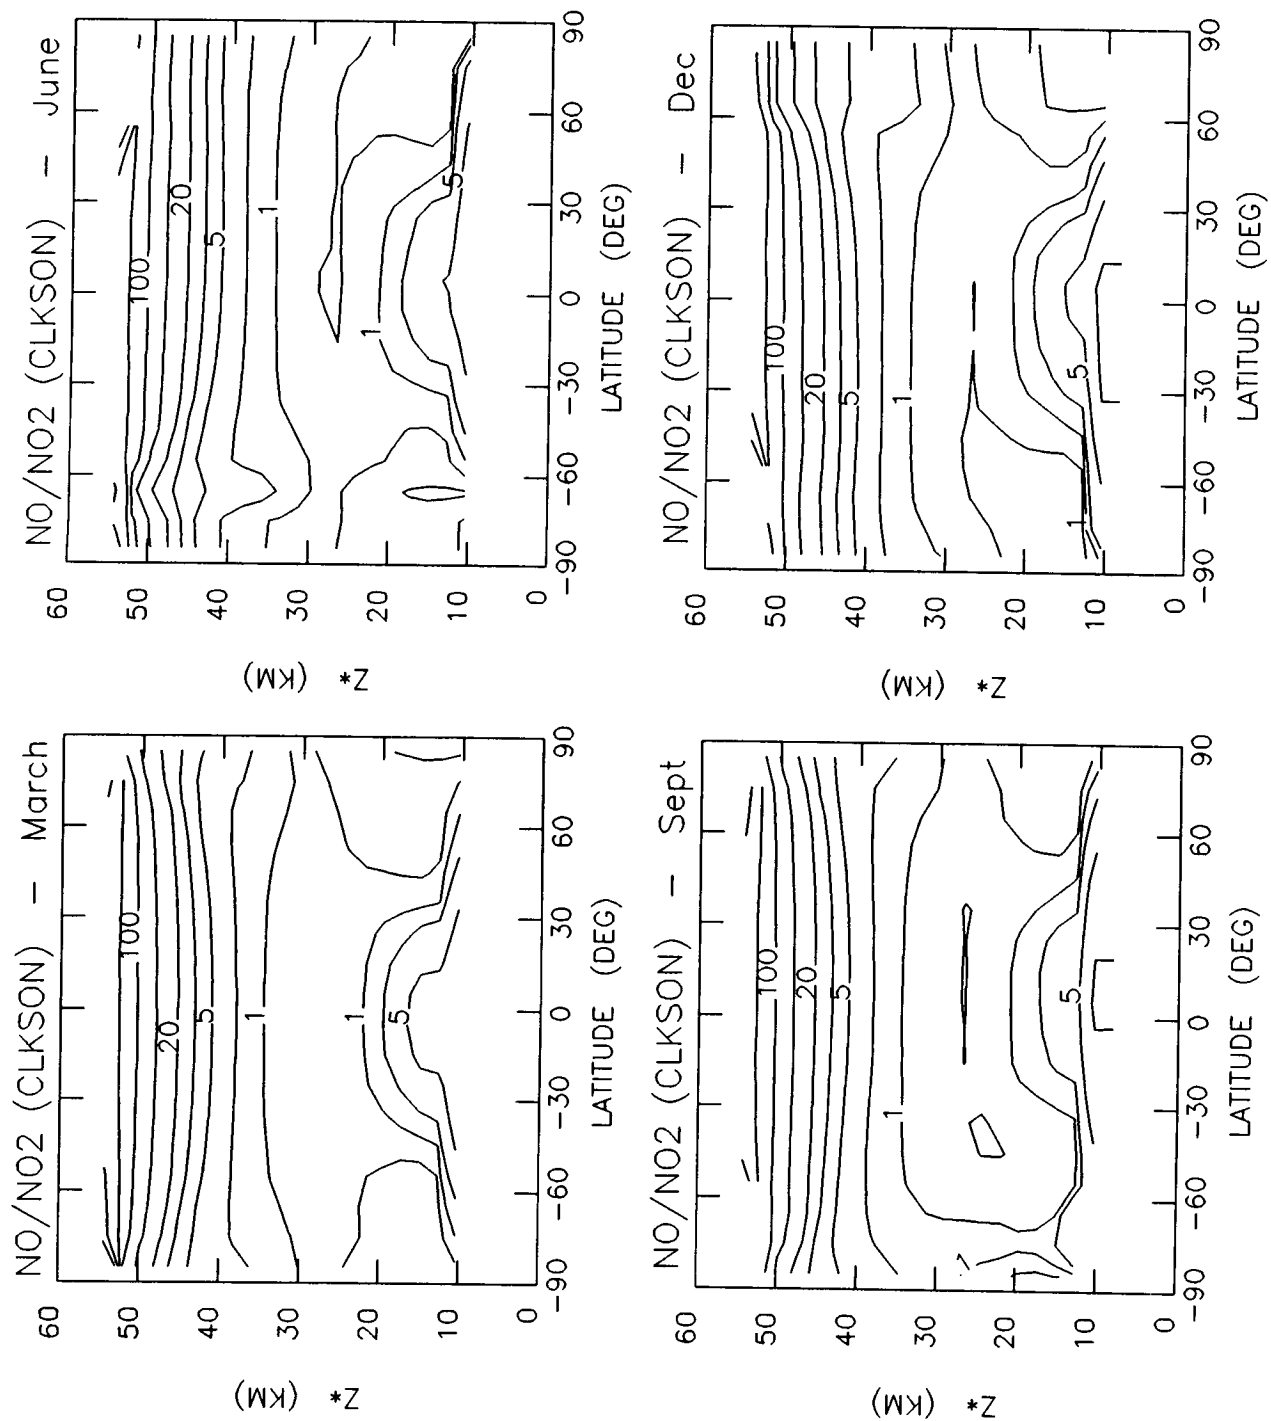 NO/NO2 (CLKSON) — March
60
50
40
30
20
10
0
Z*
(KM)
100
20
5
1
1
5
-90 -60 -30 0 30 60 90
LATITUDE (DEG)
NO/NO2 (CLKSON) — June
60
50
40
30
20
10
0
Z*
(KM)
100
20
5
1
1
5
-90 -60 -30 0 30 60 90
LATITUDE (DEG)
NO/NO2 (CLKSON) — Sept
60
50
40
30
20
10
0
Z*
(KM)
100
20
5
1
5
-90 -60 -30 0 30 60 90
LATITUDE (DEG)
NO/NO2 (CLKSON) — Dec
60
50
40
30
20
10
0
Z*
(KM)
100
20
5
1
5
1
-90 -60 -30 0 30 60 90
LATITUDE (DEG)